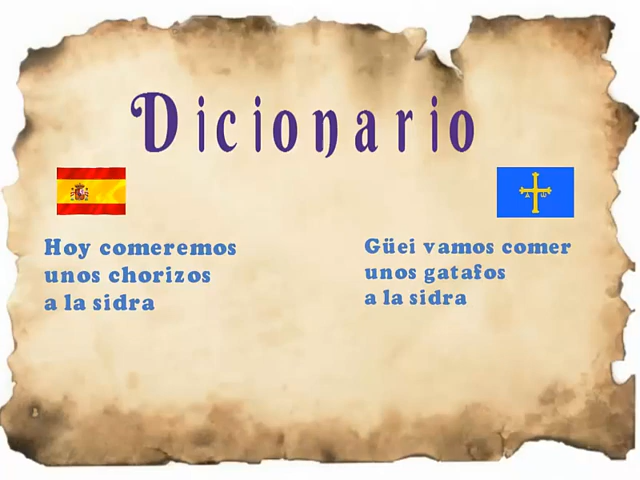 Dicionario
Hoy comeremos
unos chorizos
a la sidra
Güei vamos comer
unos gatafos
a la sidra